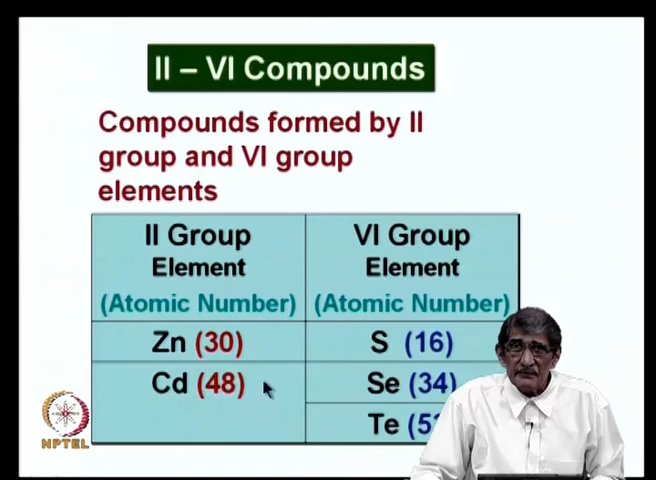 II – VI Compounds
Compounds formed by II
group and VI group
elements
II Group VI Group
Element Element
(Atomic Number) (Atomic Number)
Zn (30) S (16)
Cd (48) Se (34)
Te
NPTEL